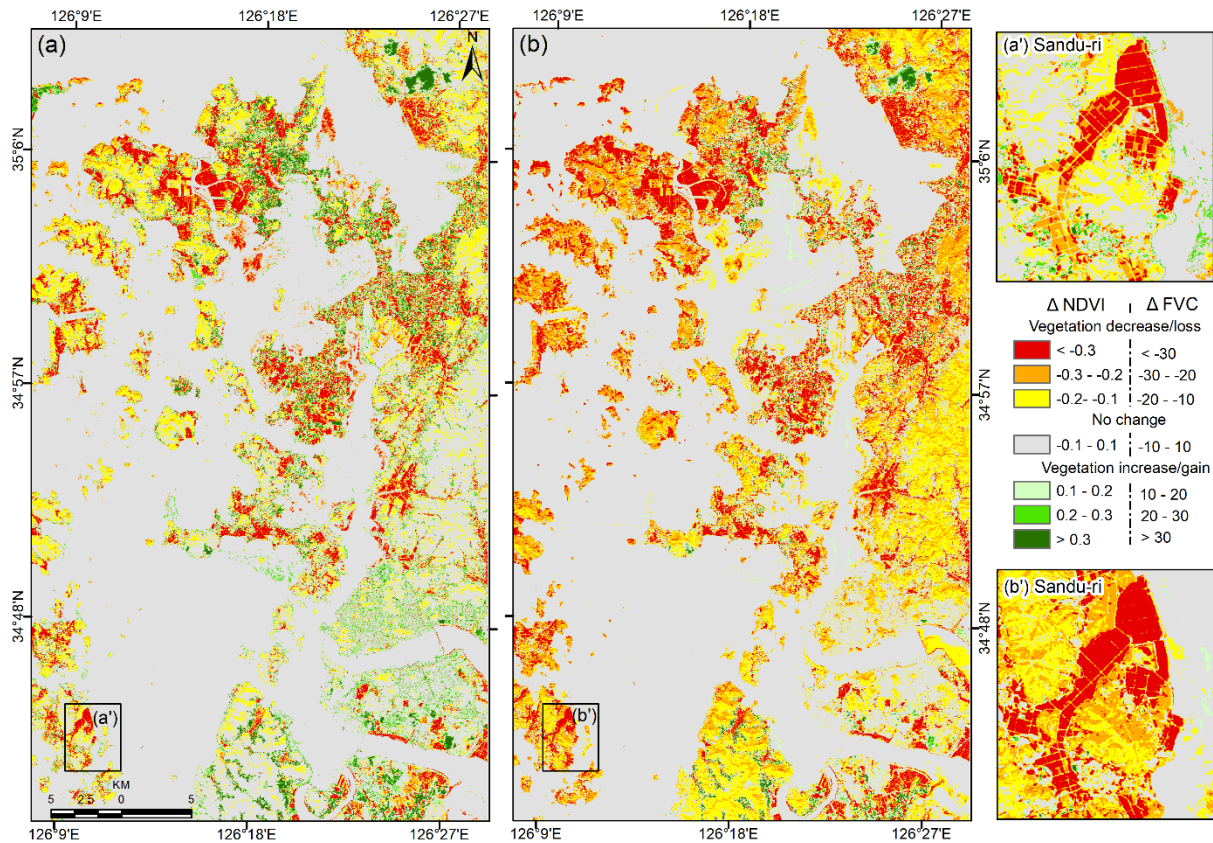 126°9'E 126°18'E 126°27'E 126°9'E 126°18'E 126°27'E
(a) N (b) (a') Sandu-ri
35°6'N 35°6'N
Δ NDVI Δ FVC
Vegetation decrease/loss
< -0.3 < -30
-0.3 - -0.2 -30 - -20
34°57'N -0.2- -0.1 -20 - -10 34°57'N
No change
-0.1 - 0.1 -10 - 10
Vegetation increase/gain
0.1 - 0.2 10 - 20
0.2 - 0.3 20 - 30
> 0.3 > 30
(b') Sandu-ri
34°48'N 34°48'N
(a') (b')
KM
5 2.5 0 5
126°9'E 126°18'E 126°27'E 126°9'E 126°18'E 126°27'E